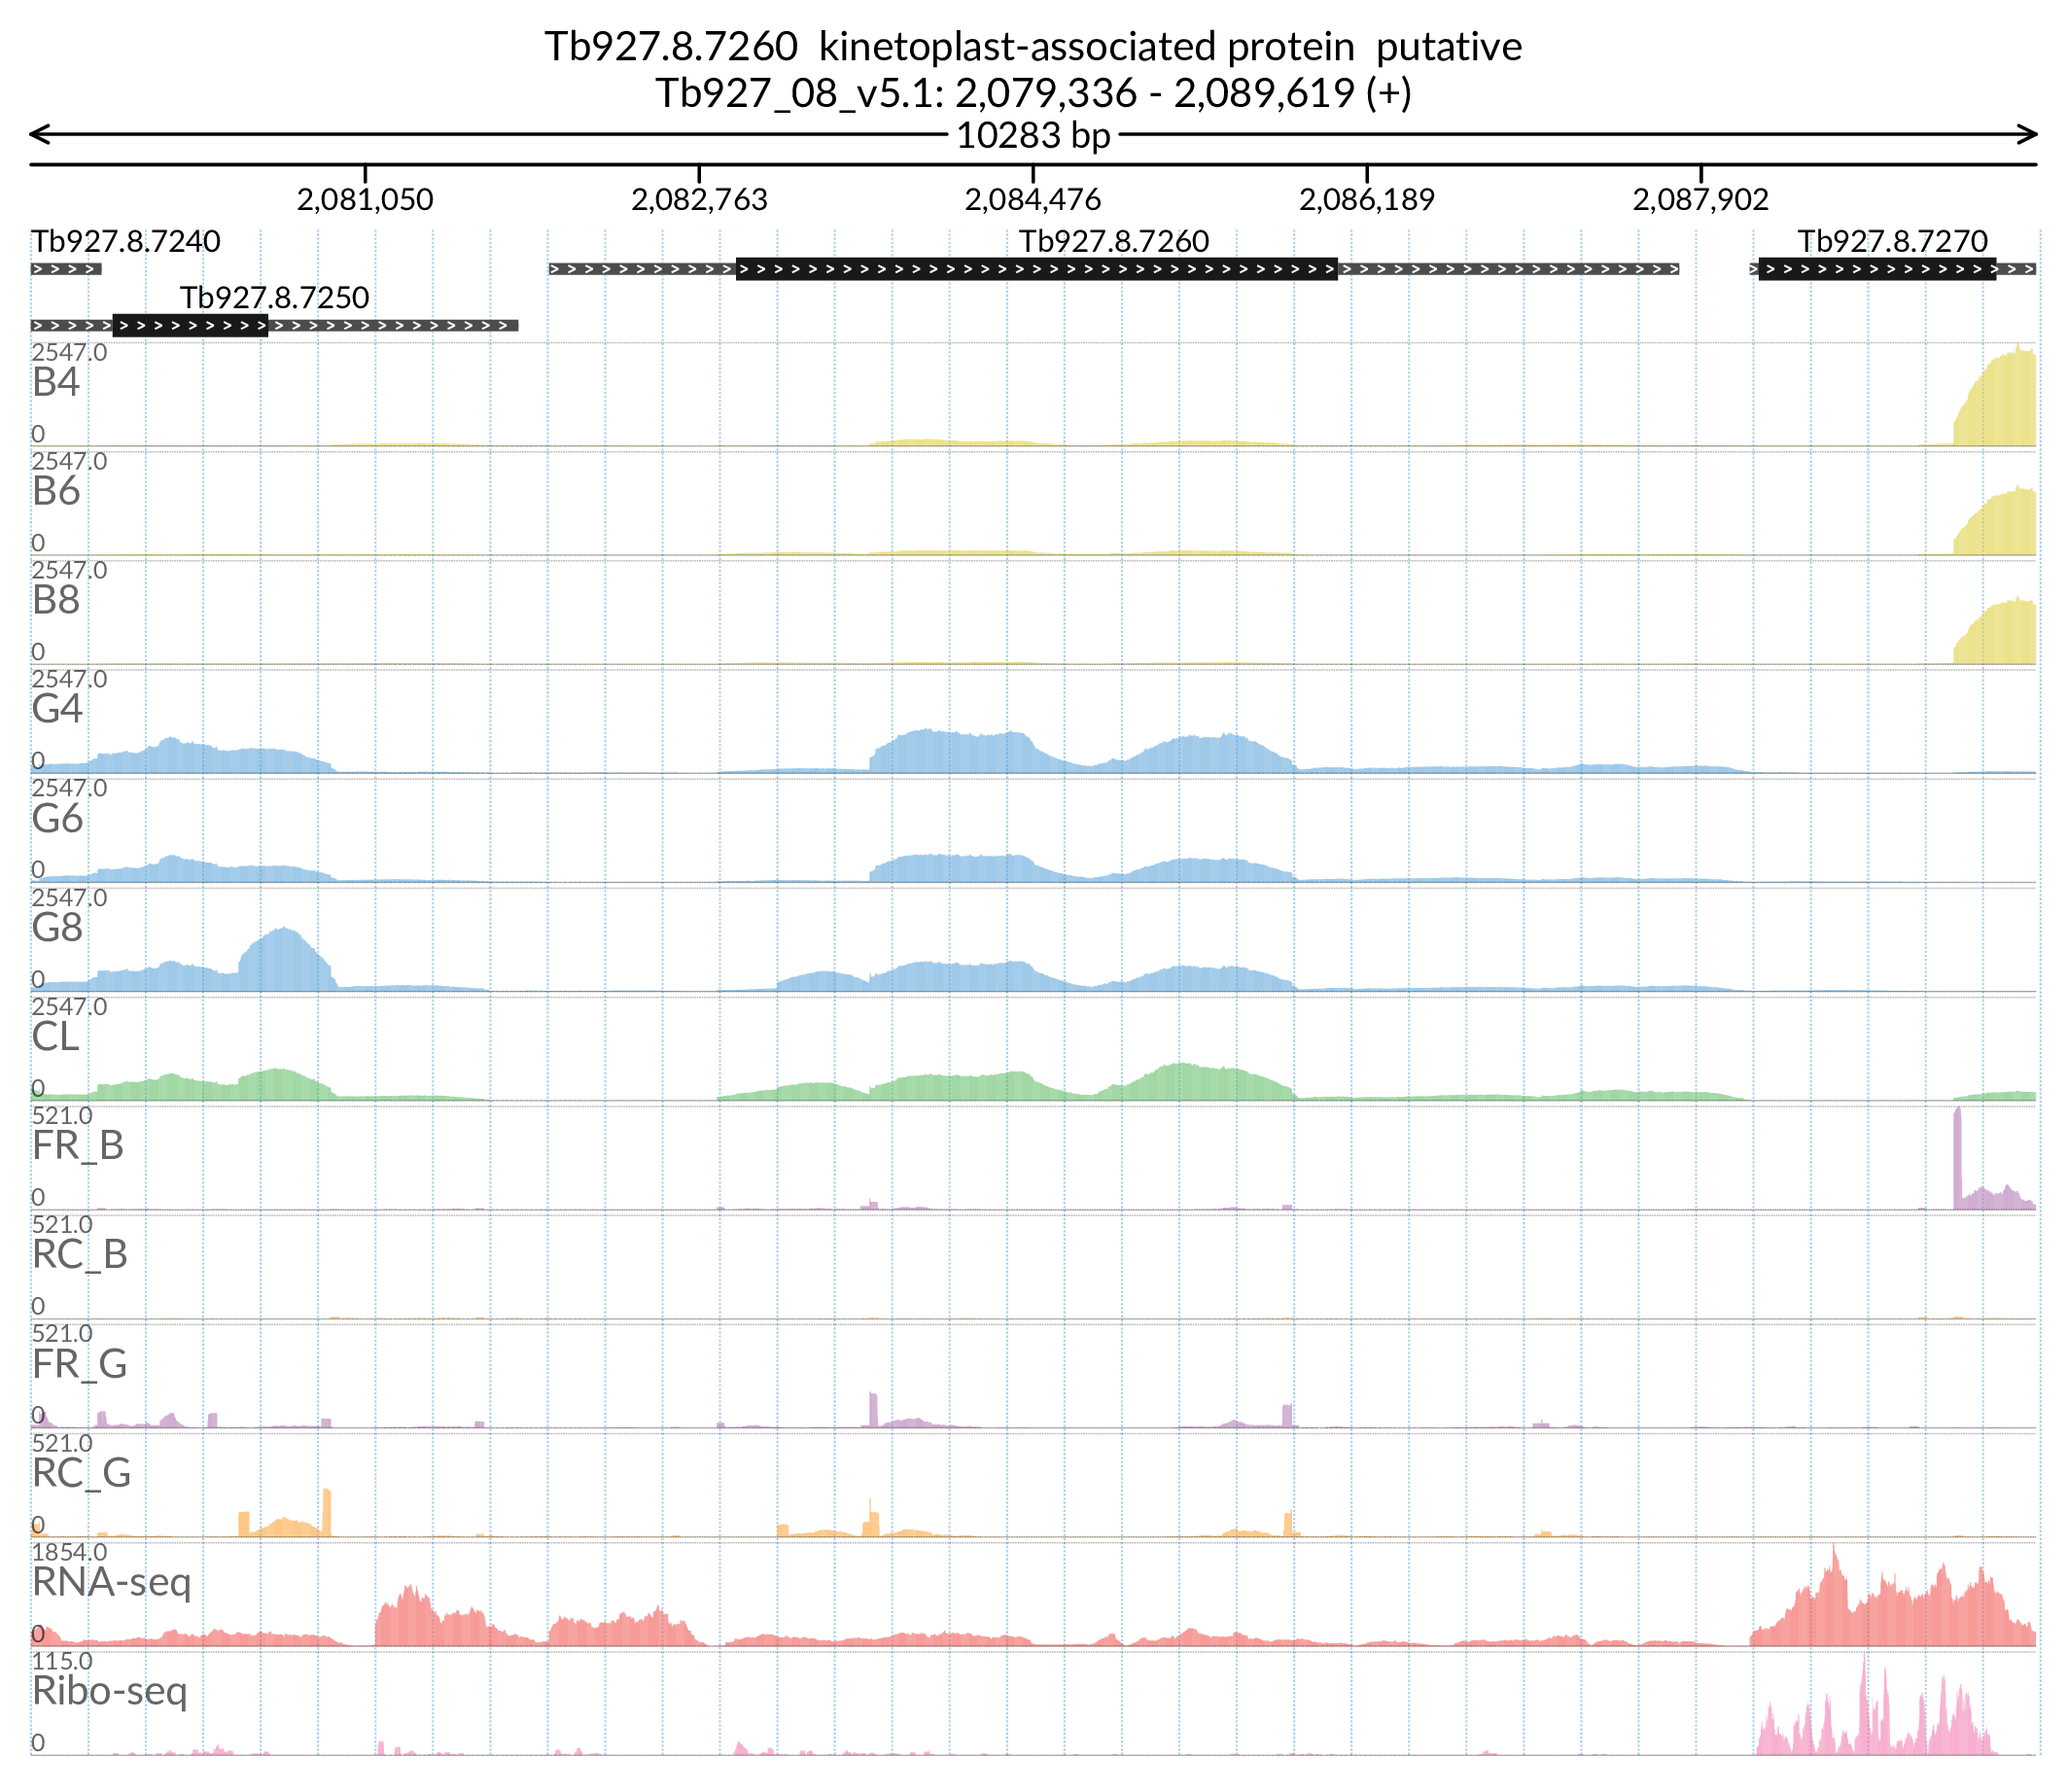 Tb927.8.7260 kinetoplast-associated protein putative
Tb927_08_v5.1: 2,079,336 - 2,089,619 (+)
10283 bp
2,081,050 2,082,763 2,084,476 2,086,189 2,087,902
Tb927.8.7240 Tb927.8.7260 Tb927.8.7270
Tb927.8.7250
2547.0
B4
0
2547.0
B6
0
2547.0
B8
0
2547.0
G4
0
2547.0
G6
0
2547.0
G8
0
2547.0
CL
0
521.0
FR_B
0
521.0
RC_B
0
521.0
FR_G
0
521.0
RC_G
0
1854.0
RNA-seq
0
115.0
Ribo-seq
0